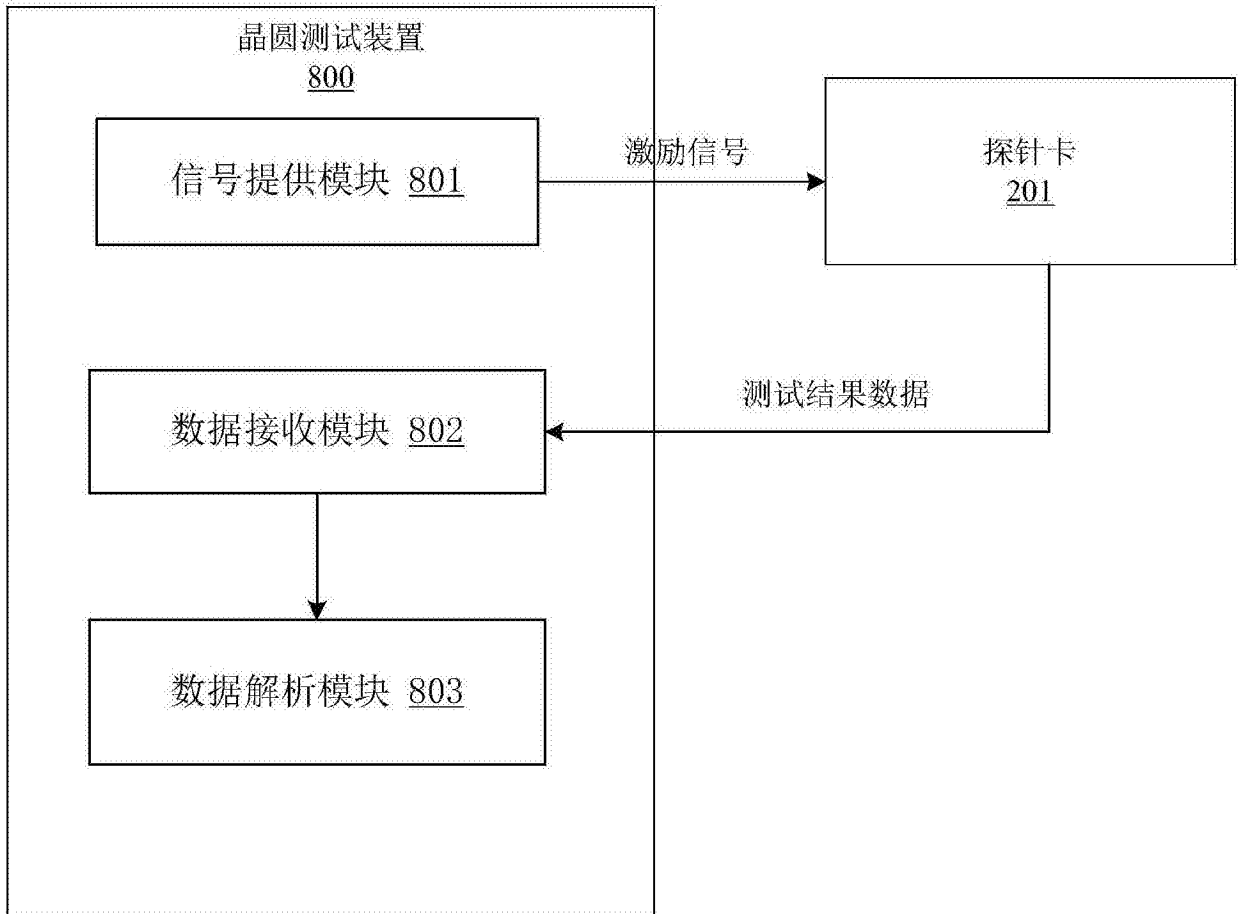 晶圆测试装置
800
信号提供模块 801
激励信号
探针卡
201
数据接收模块 802
测试结果数据
数据解析模块 803